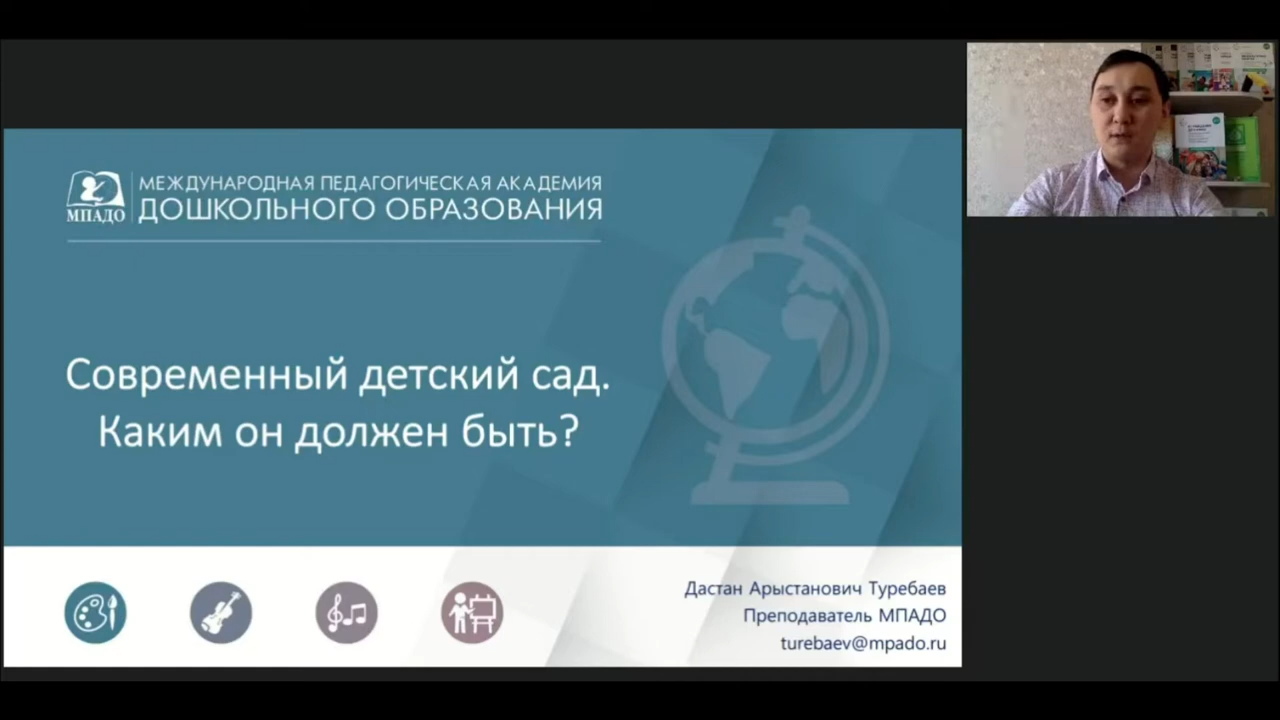 МПАДО
МЕЖДУНАРОДНАЯ ПЕДАГОГИЧЕСКАЯ АКАДЕМИЯ
ДОШКОЛЬНОГО ОБРАЗОВАНИЯ
Современный детский сад.
Каким он должен быть?
Дастан Арыстанович Туребаев
Преподаватель МПАДО
turebaev@mpado.ru